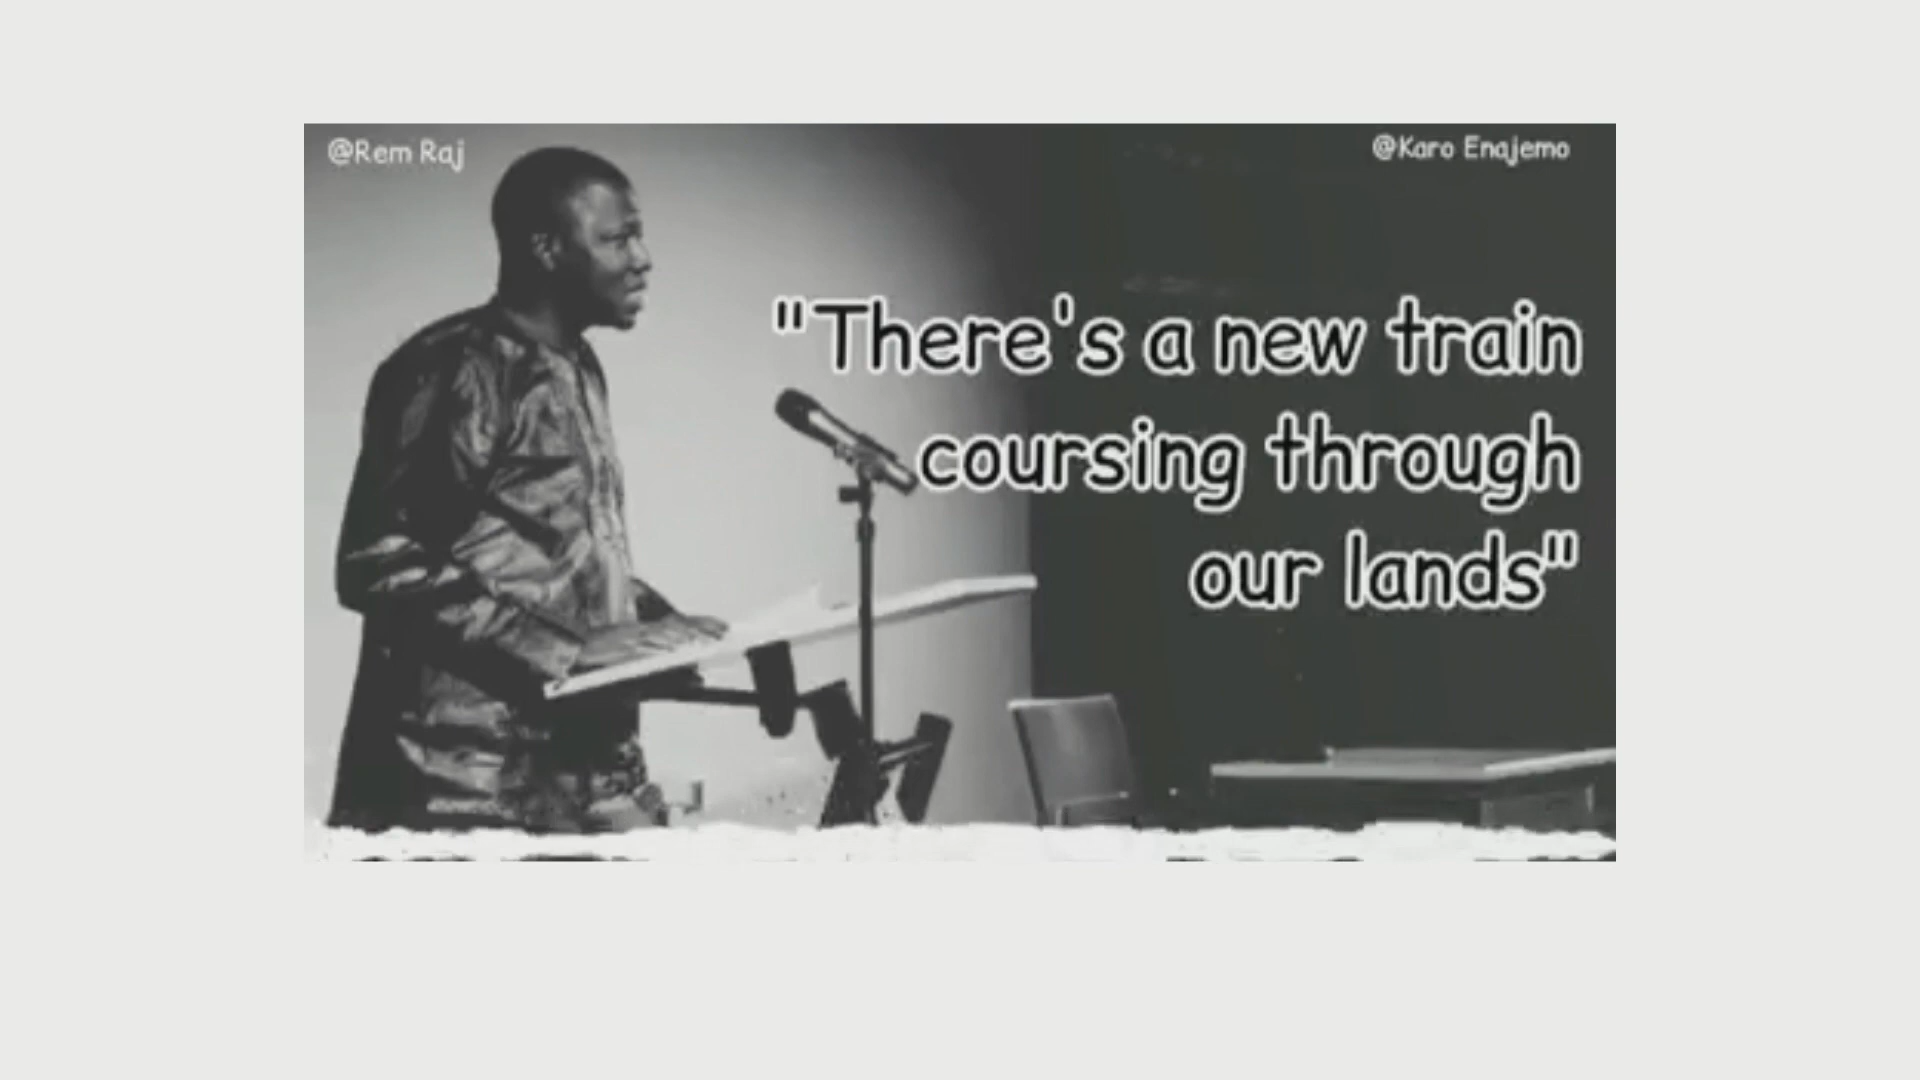 @Rem Raj
@Karo Enajemo
"There's a new train
coursing through
our lands"